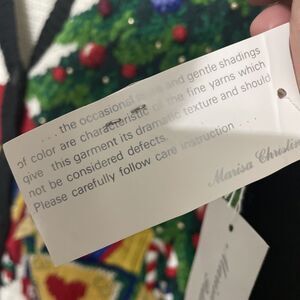 . . . the occasional and gentle shadings
of color are characteristic of the fine yarns which
give this garment its dramatic texture and should
not be considered defects.
Please carefully follow care instruction . . .
Marisa Christin